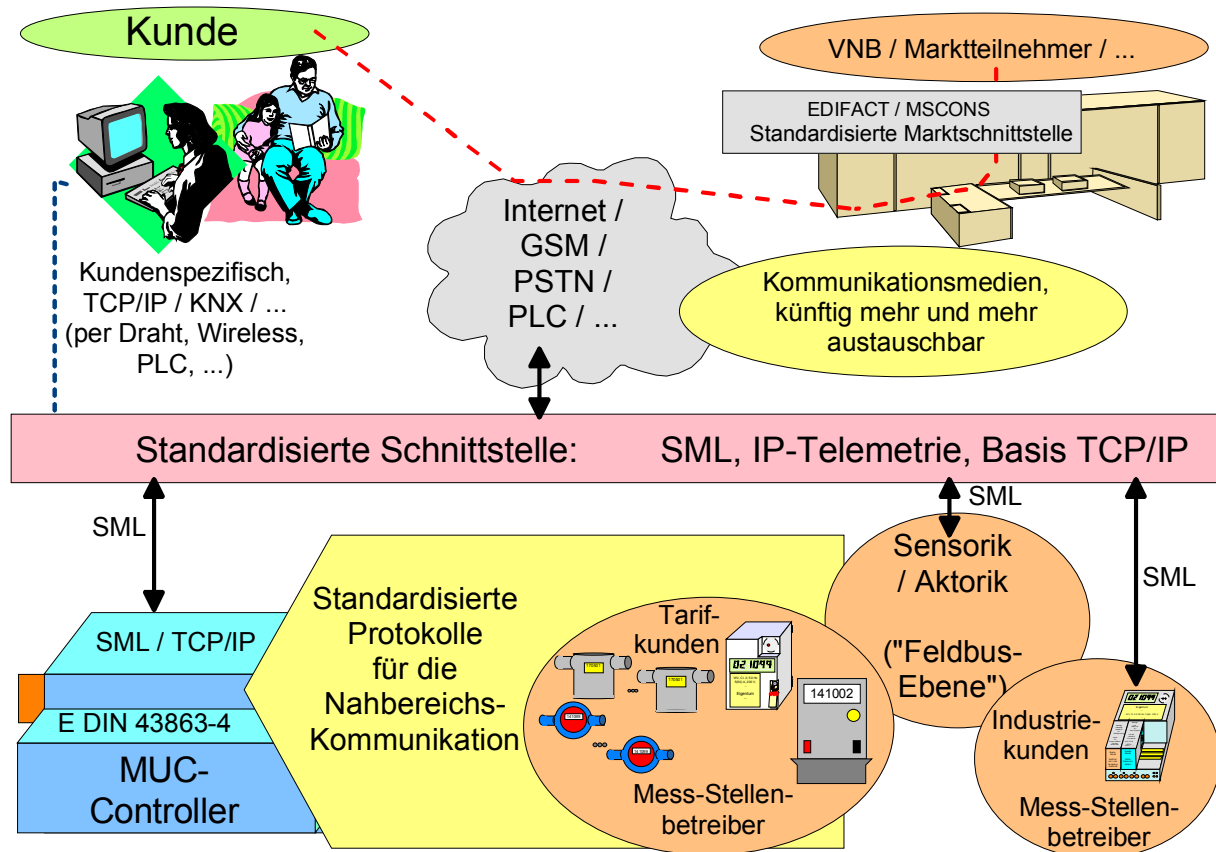 Kunde
VNB / Marktteilnehmer / ...
EDIFACT / MSCONS
Standardisierte Marktschnittstelle
Internet /
GSM /
PSTN /
PLC / ...
Kommunikationsmedien,
künftig mehr und mehr
austauschbar
Kundenspezifisch,
TCP/IP / KNX / ...
(per Draht, Wireless,
PLC, ...)
Standardisierte Schnittstelle: SML, IP-Telemetrie, Basis TCP/IP
SML
SML
SML
SML / TCP/IP
E DIN 43863-4
MUC-
Controller
Standardisierte
Protokolle
für die
Nahbereichs-
Kommunikation
Tarif-
kunden
021099
141002
Mess-Stellen-
betreiber
Sensorik
/ Aktorik
("Feldbus-
Ebene")
Industrie-
kunden
021099
Mess-Stellen-
betreiber